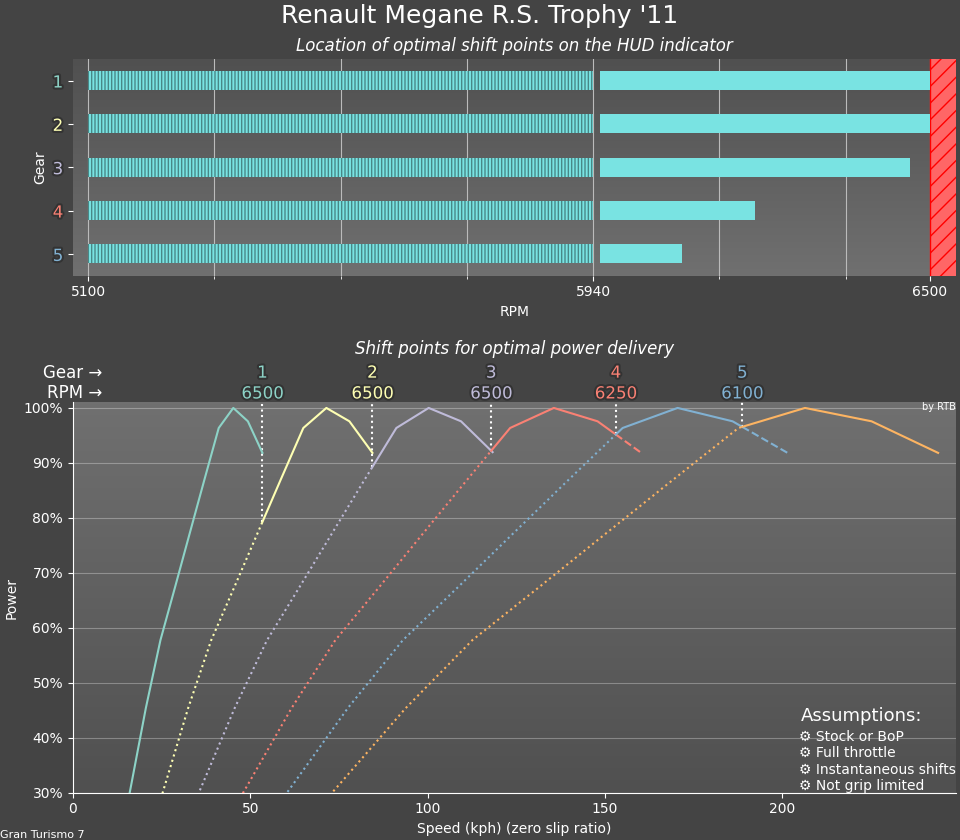 Renault Megane R.S. Trophy '11
Location of optimal shift points on the HUD indicator
Gear
1
2
3
4
5
5100 5940 6500
RPM
Shift points for optimal power delivery
Gear → 1 2 3 4 5
RPM → 6500 6500 6500 6250 6100
by RTB
Power
100%
90%
80%
70%
60%
50%
40%
30%
Assumptions:
⚙ Stock or BoP
⚙ Full throttle
⚙ Instantaneous shifts
⚙ Not grip limited
0 50 100 150 200
Speed (kph) (zero slip ratio)
Gran Turismo 7